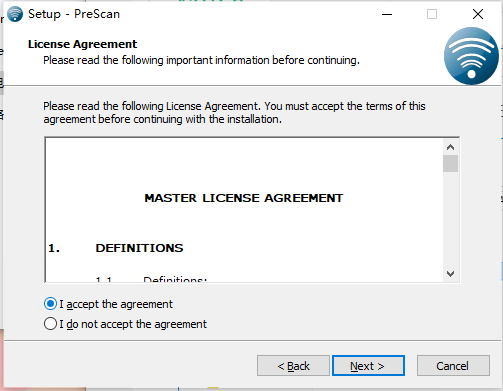 Setup - PreScan
License Agreement
Please read the following important information before continuing.
Please read the following License Agreement. You must accept the terms of this
agreement before continuing with the installation.
MASTER LICENSE AGREEMENT
1. DEFINITIONS
1.1 Definitions:
I accept the agreement
I do not accept the agreement
< Back
Next >
Cancel